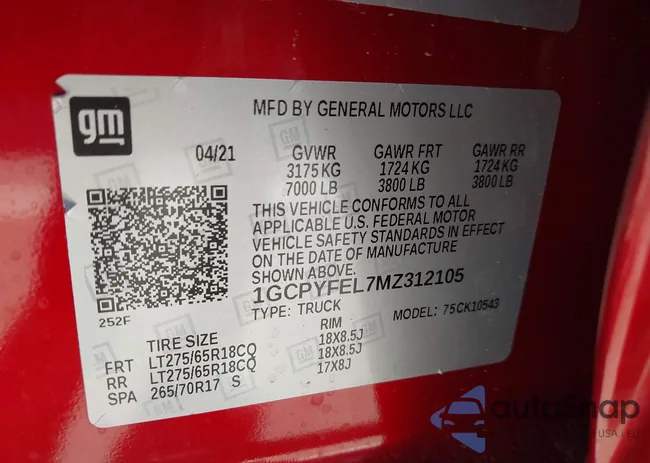 gm
MFD BY GENERAL MOTORS LLC
04/21 GVWR GAWR FRT GAWR RR
3175 KG 1724 KG 1724 KG
7000 LB 3800 LB 3800 LB
THIS VEHICLE CONFORMS TO ALL
APPLICABLE U.S. FEDERAL MOTOR
VEHICLE SAFETY STANDARDS IN EFFECT
ON THE DATE OF MANUFACTURE
SHOWN ABOVE.
1GCPYFEL7MZ312105
TYPE: TRUCK MODEL: 75CK10543
252F
TIRE SIZE RIM
FRT LT275/65R18CQ 18X8.5J
RR LT275/65R18CQ 18X8.5J
SPA 265/70R17 S 17X8J
autoSnap
USA - EU